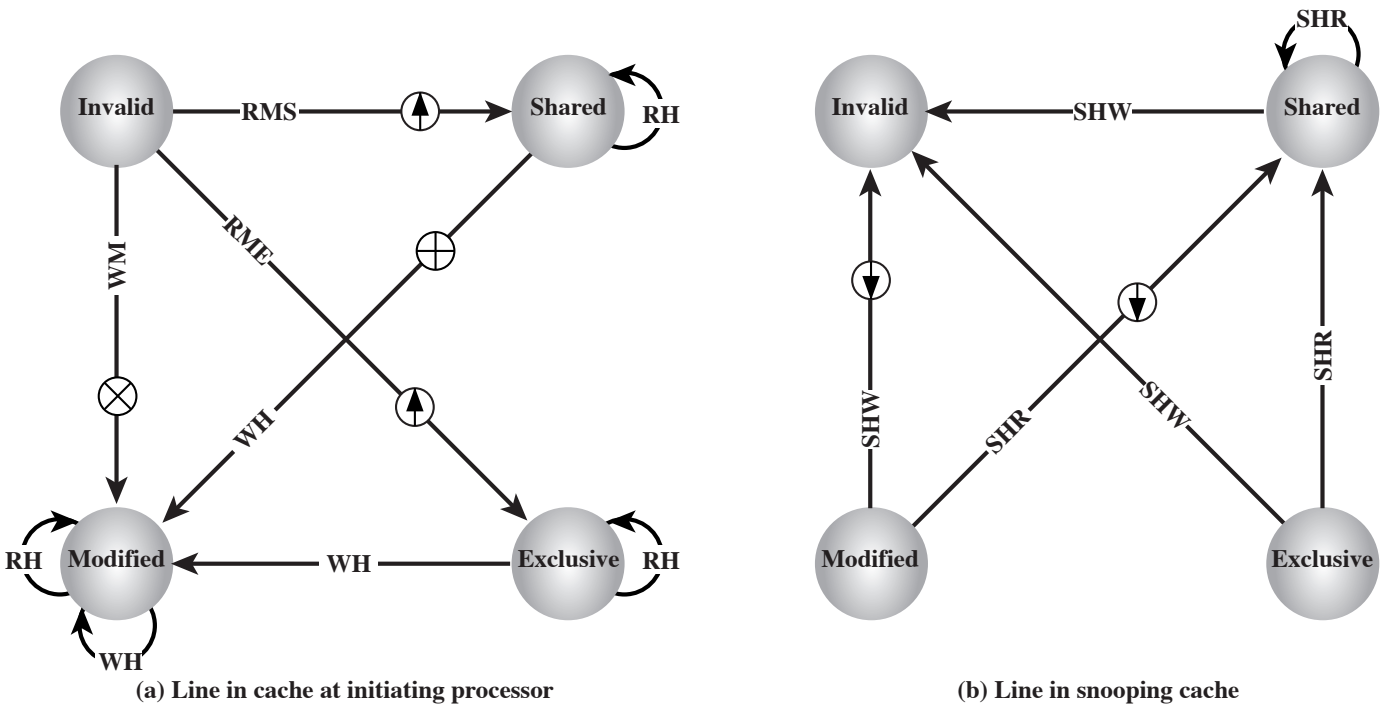 SHR
Invalid
RMS
Shared
RH
Invalid
SHW
Shared
RME
WM
WH
SHW
SHR
SHW
SHR
RH
Modified
WH
Exclusive
RH
WH
Modified
Exclusive
(a) Line in cache at initiating processor
(b) Line in snooping cache